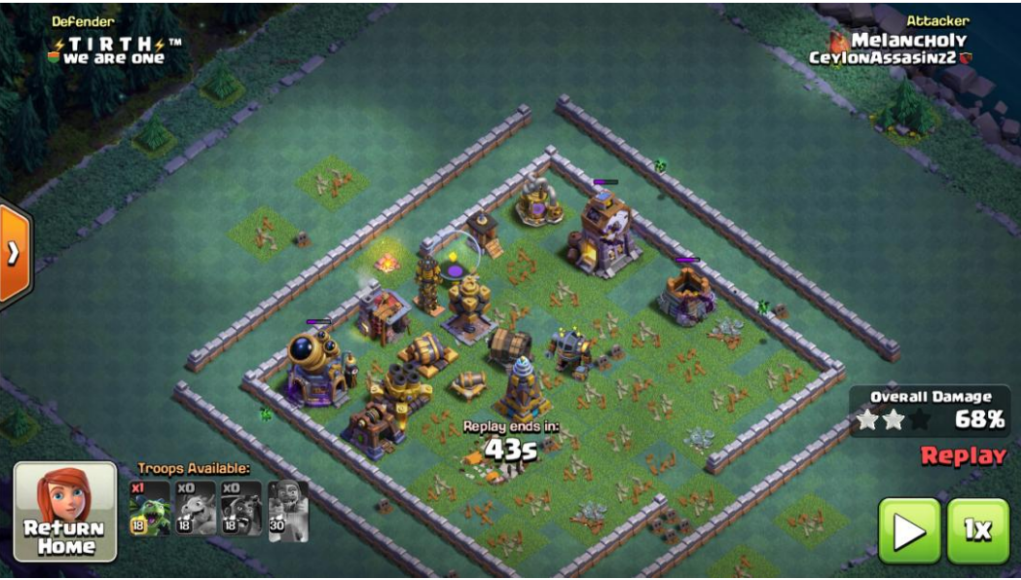 Defender
⚡T I R T H⚡™
we are one
Attacker
Melancholy
CeylonAssasinz2
Replay ends in:
43s
Overall Damage
68%
Replay
Troops Available:
x1
x0
x0
18
18
18
30
Return
Home
1x